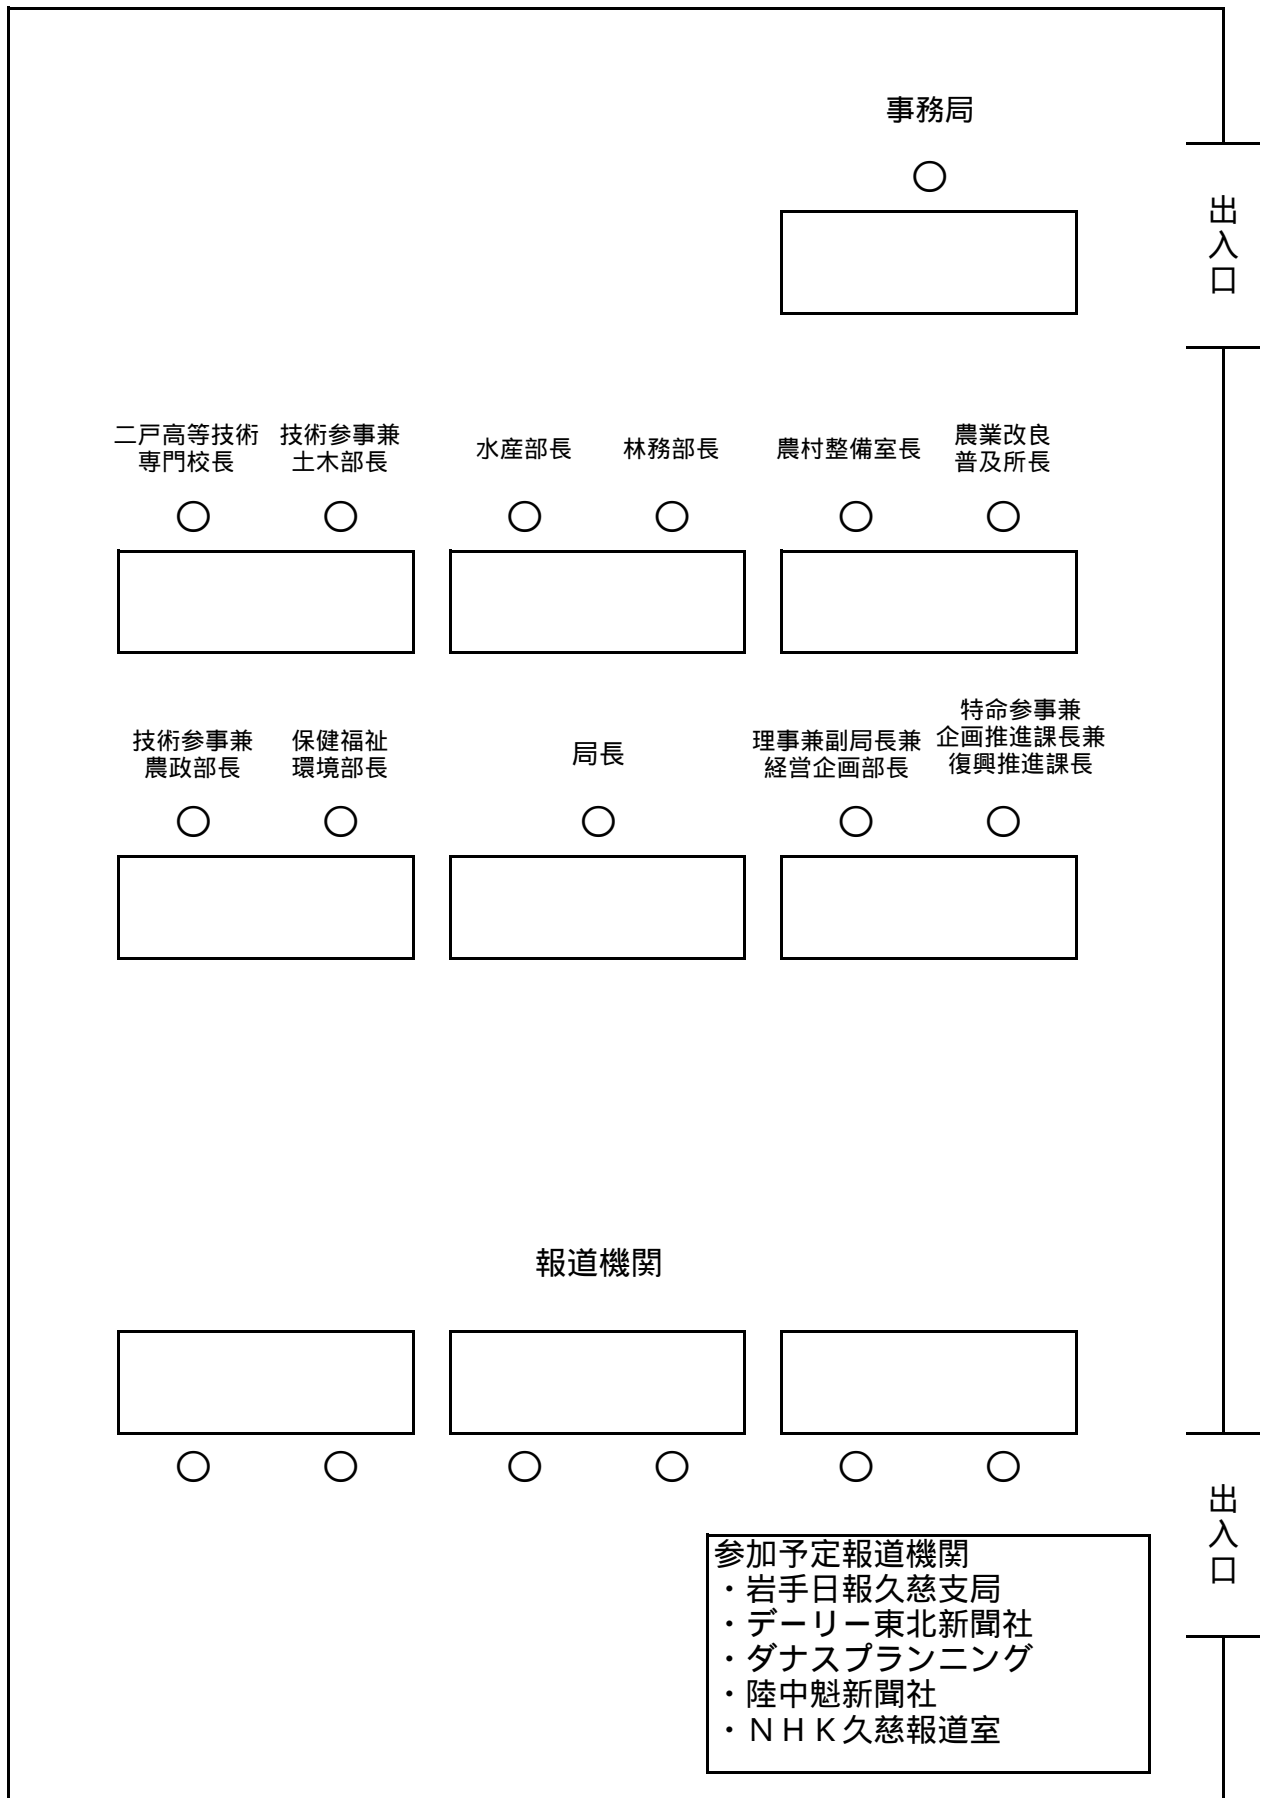 事務局
出入口
二戸高等技術
専門校長
技術参事兼
土木部長
水産部長
林務部長
農村整備室長
農業改良
普及所長
技術参事兼
農政部長
保健福祉
環境部長
局長
理事兼副局長兼
経営企画部長
特命参事兼
企画推進課長兼
復興推進課長
報道機関
出入口
参加予定報道機関
・岩手日報久慈支局
・デーリー東北新聞社
・ダナスプランニング
・陸中魁新聞社
・ＮＨＫ久慈報道室